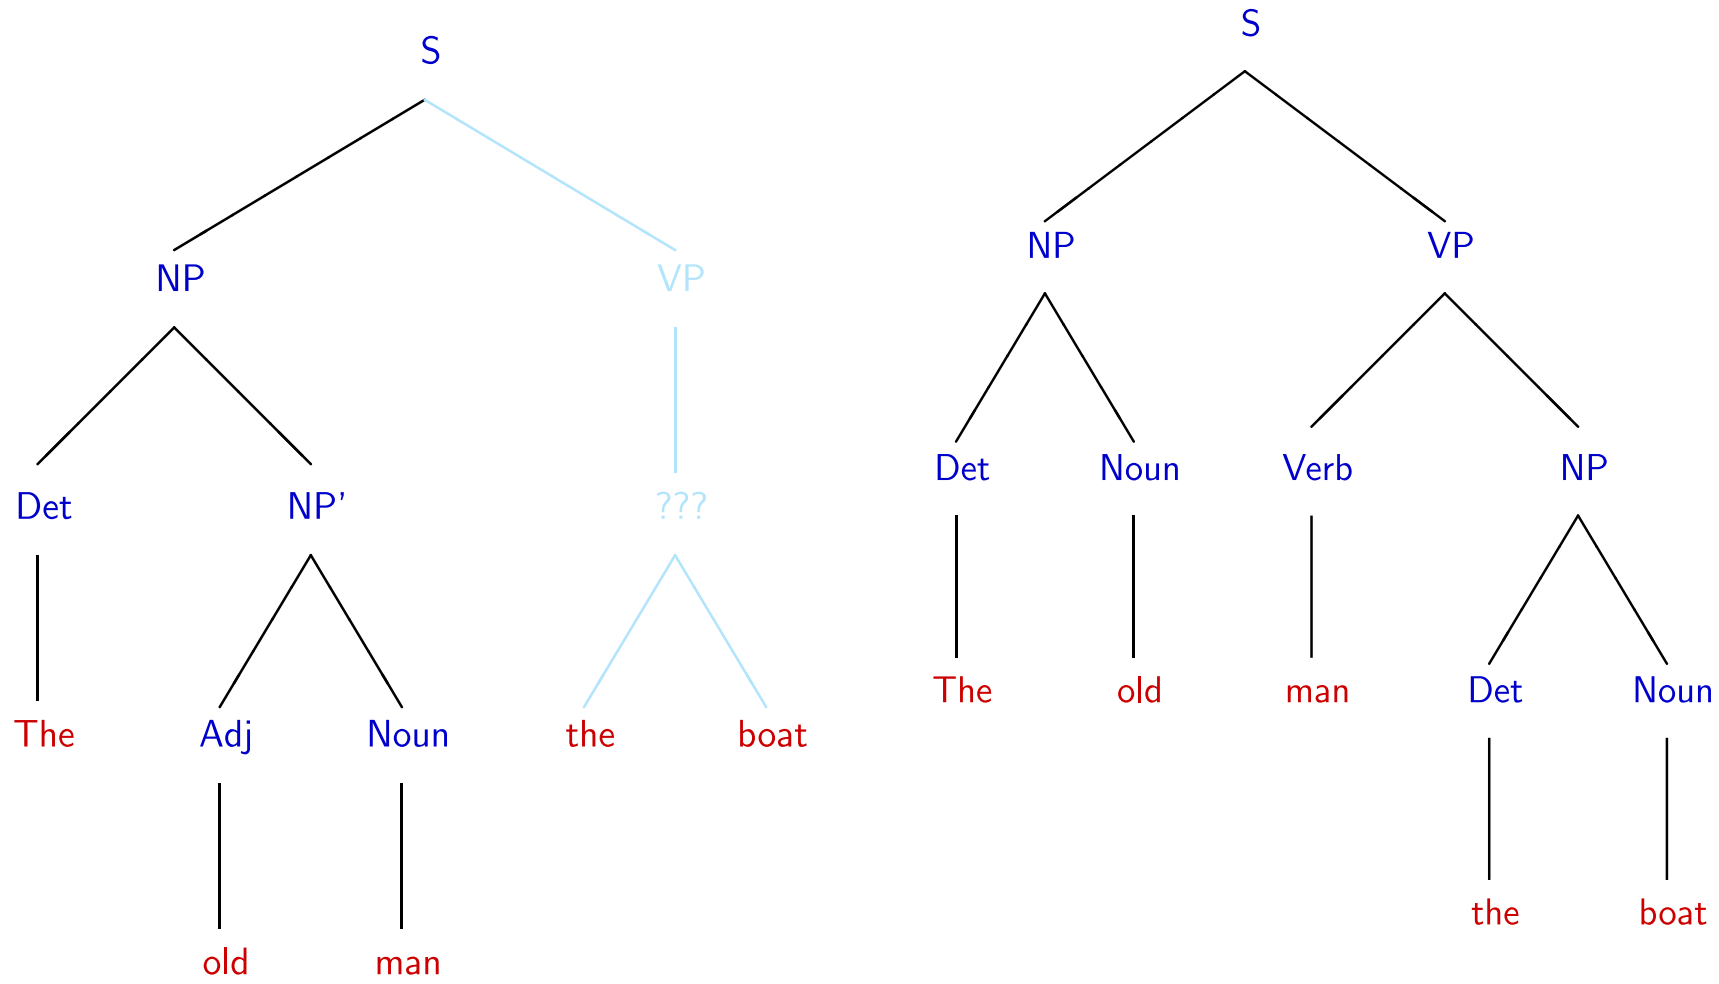 S
NP VP
Det NP' ???
The Adj Noun the boat
old man
S
NP VP
Det Noun Verb NP
The old man Det Noun
the boat